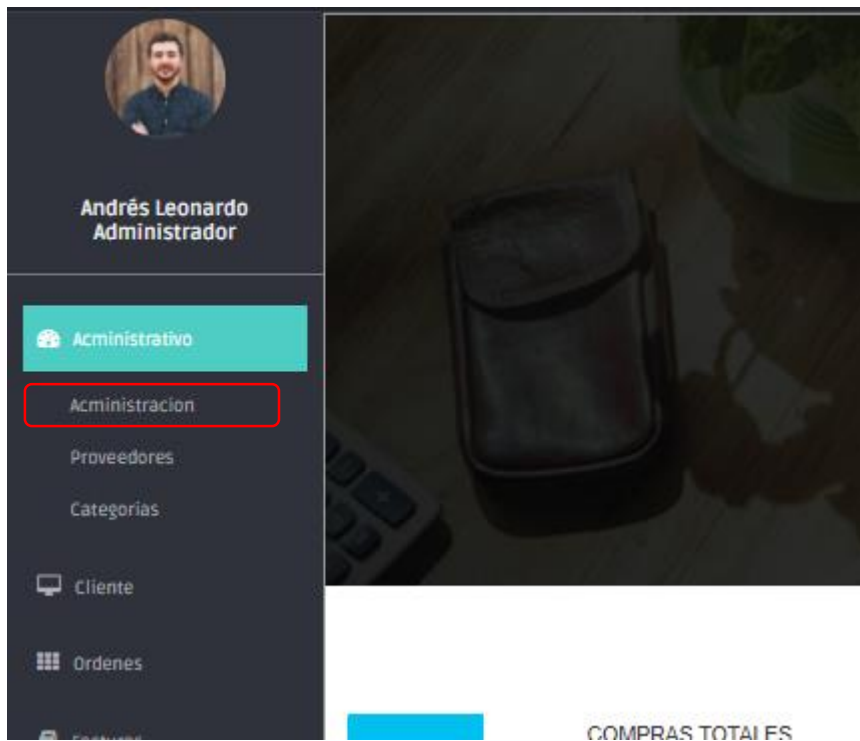 Andrés Leonardo
Administrador
Acministrativo
Acministracion
Proveedores
Categorias
Cliente
Ordenes
COMPRAS TOTALES